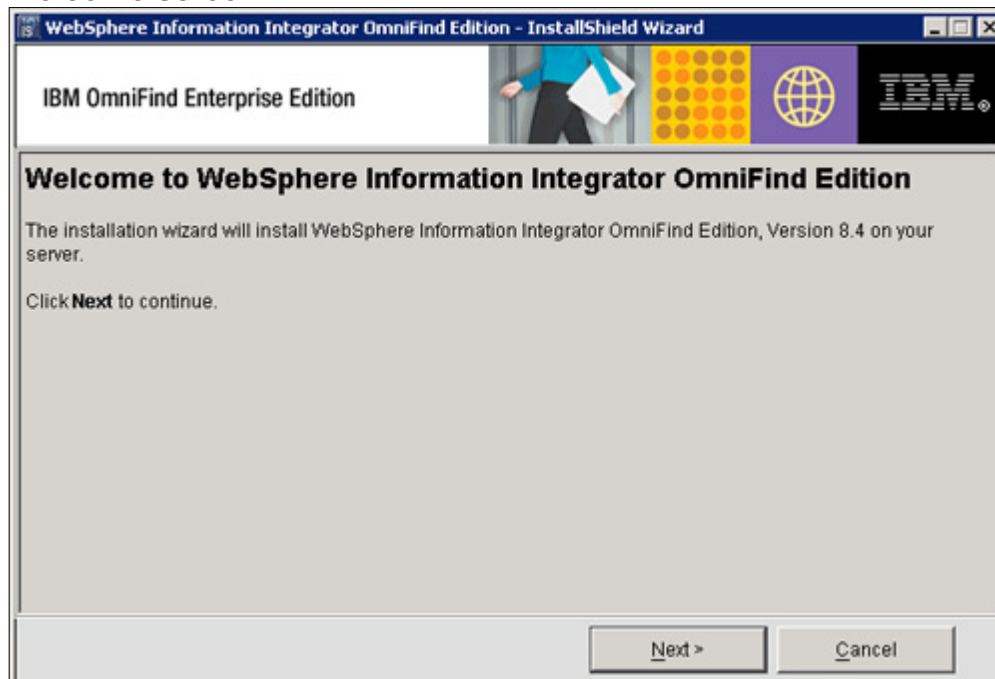 WebSphere Information Integrator OmniFind Edition - InstallShield Wizard
IBM OmniFind Enterprise Edition
IBM®
Welcome to WebSphere Information Integrator OmniFind Edition
The installation wizard will install WebSphere Information Integrator OmniFind Edition, Version 8.4 on your
server.
Click Next to continue.
Next >
Cancel